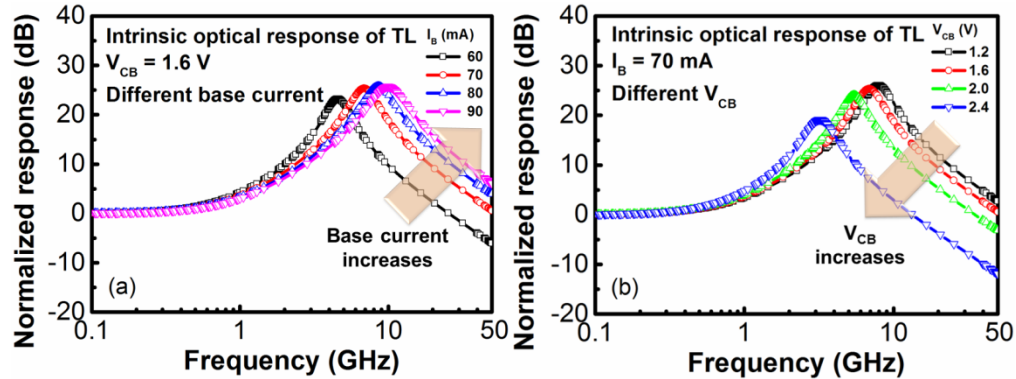 Normalized response (dB)
40
30
20
10
0
-10
-20
Intrinsic optical response of TL
V_CB = 1.6 V
Different base current
I_B (mA)
60
70
80
90
Base current
increases
(a)
0.1
1
10
50
Frequency (GHz)
Normalized response (dB)
40
30
20
10
0
-10
-20
Intrinsic optical response of TL
I_B = 70 mA
Different V_CB
V_CB (V)
1.2
1.6
2.0
2.4
V_CB
increases
(b)
0.1
1
10
50
Frequency (GHz)